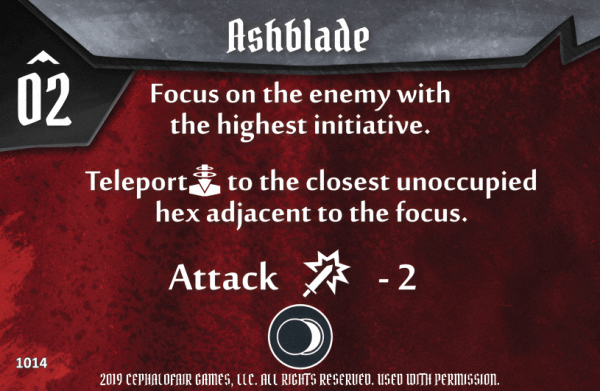 Ashblade
02
Focus on the enemy with
the highest initiative.
Teleport to the closest unoccupied
hex adjacent to the focus.
Attack - 2
1014
2019 CEPHALOFAIR GAMES, LLC. ALL RIGHTS RESERVED. USED WITH PERMISSION.